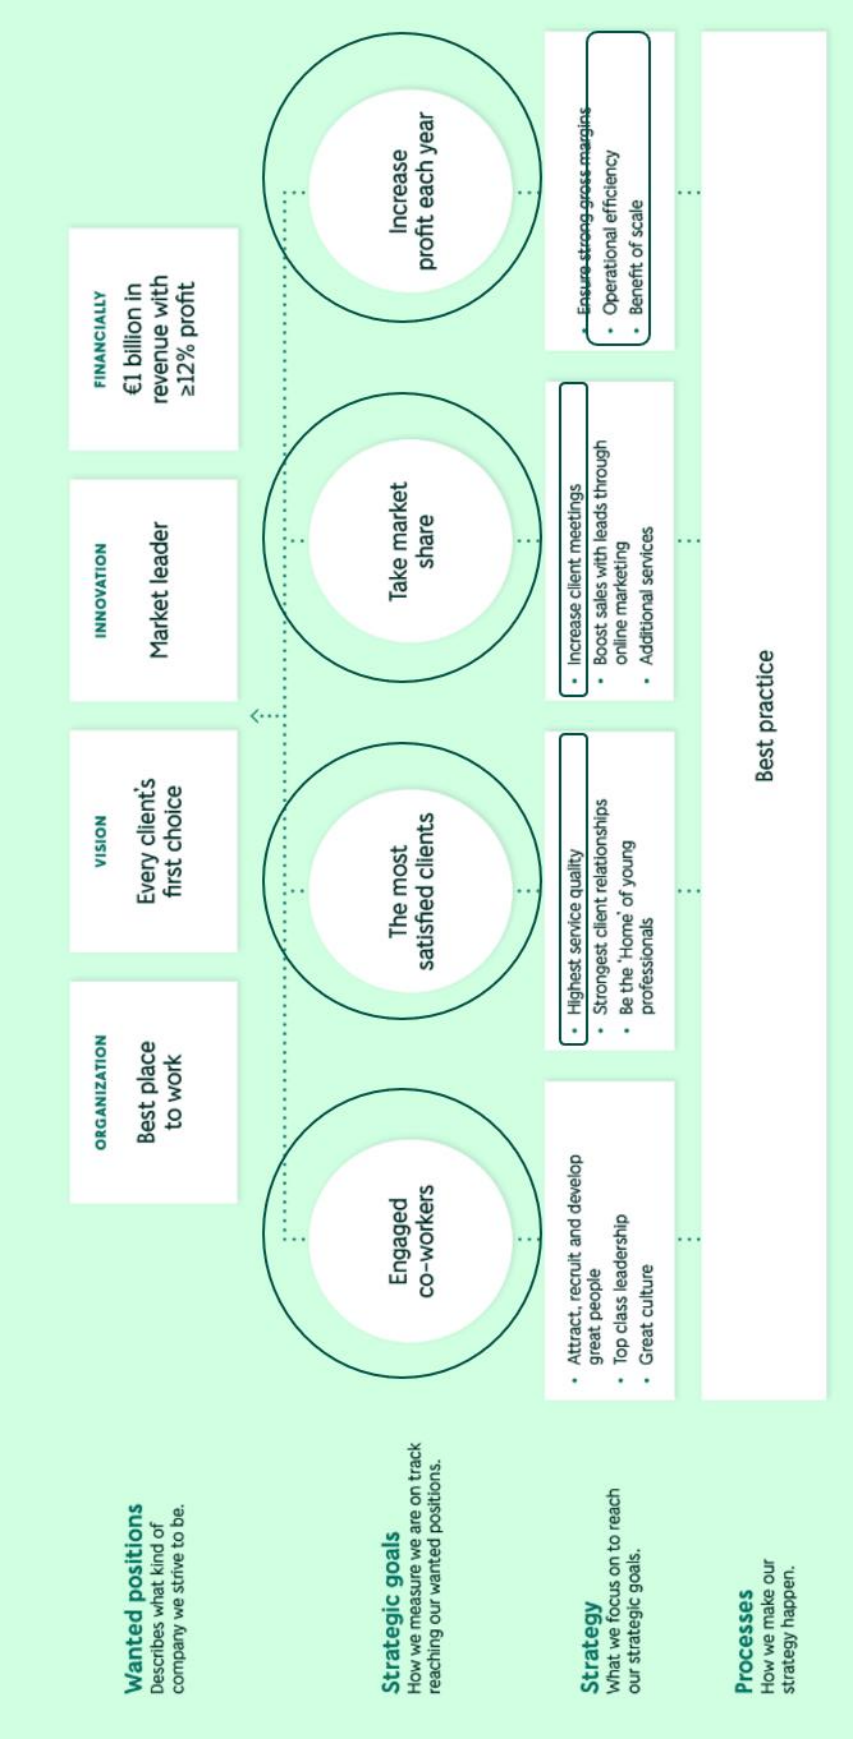 Wanted positions
Describes what kind of
company we strive to be.
ORGANIZATION
Best place
to work
VISION
Every client's
first choice
INNOVATION
Market leader
FINANCIALLY
€1 billion in
revenue with
≥12% profit
Strategic goals
How we measure we are on track
reaching our wanted positions.
Engaged
co-workers
The most
satisfied clients
Take market
share
Increase
profit each year
Strategy
What we focus on to reach
our strategic goals.
• Attract, recruit and develop
great people
• Top class leadership
• Great culture
• Highest service quality
• Strongest client relationships
• Be the 'Home' of young
professionals
• Increase client meetings
• Boost sales with leads through
online marketing
• Additional services
• Ensure strong gross margins
• Operational efficiency
• Benefit of scale
Processes
How we make our
strategy happen.
Best practice